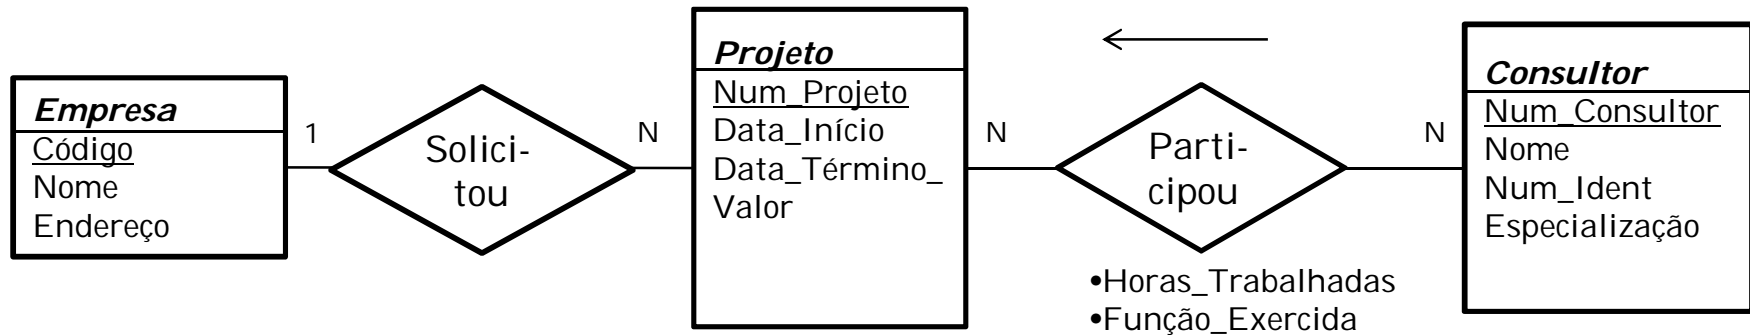 Empresa
Código
Nome
Endereço
1
Solici-
tou
N
Projeto
Num_Projeto
Data_Início
Data_Término_
Valor
N
Parti-
cipou
•Horas_Trabalhadas
•Função_Exercida
N
Consultor
Num_Consultor
Nome
Num_Ident
Especialização